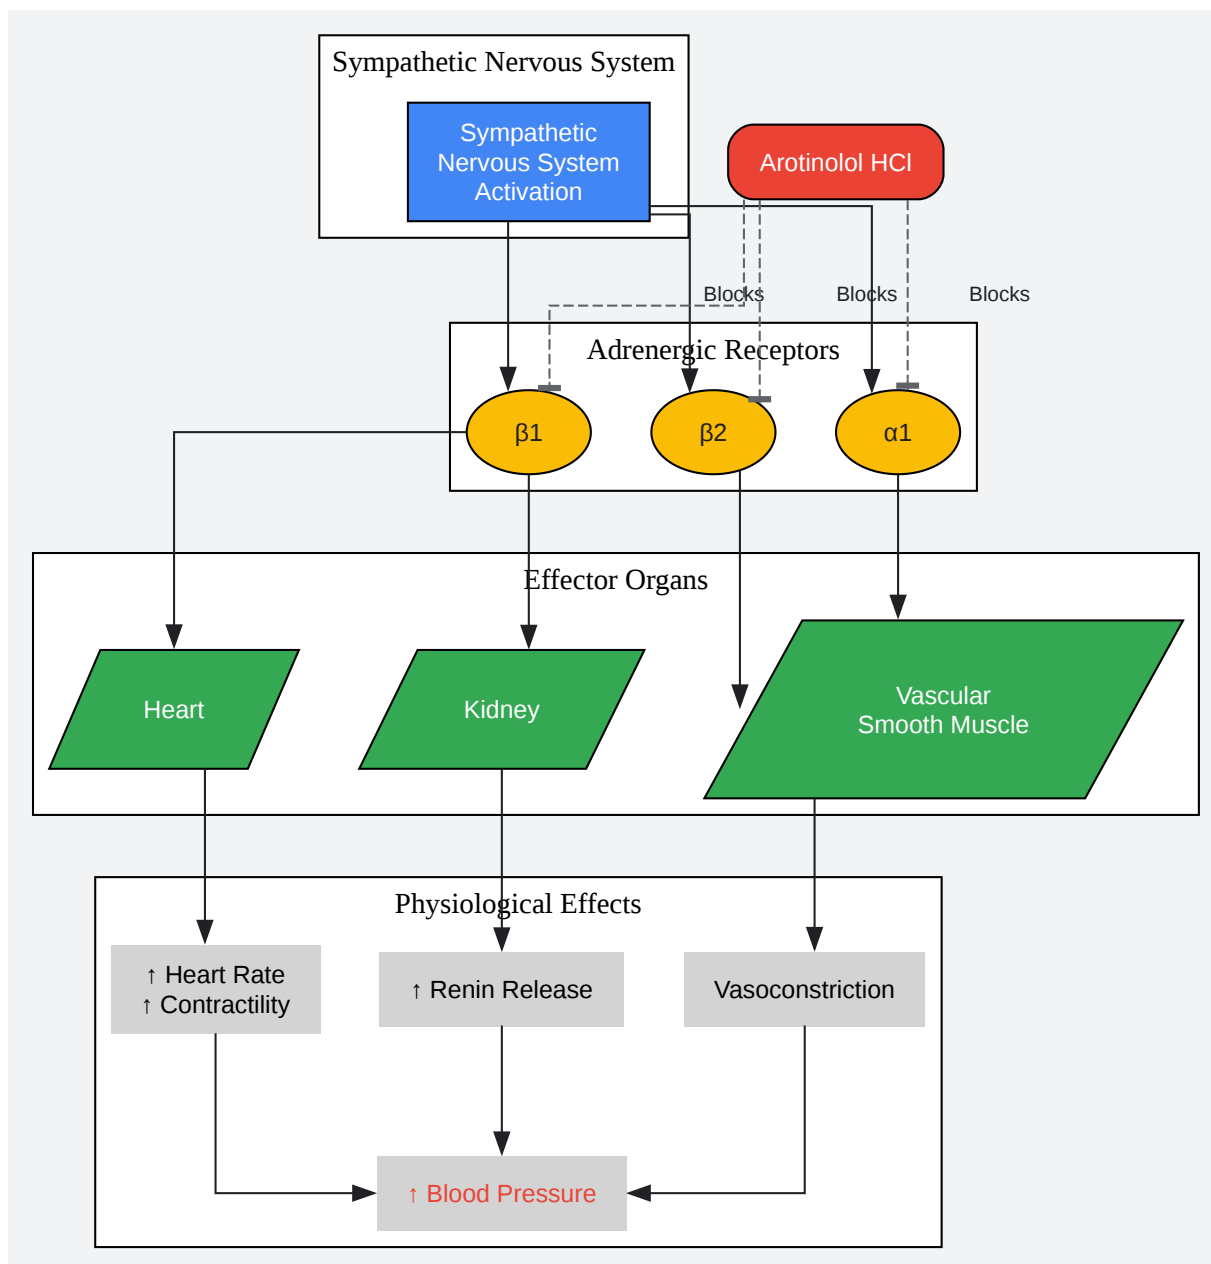 Sympathetic Nervous System
Sympathetic
Nervous System
Activation
Arotinolol HCl
Blocks
Blocks
Blocks
Adrenergic Receptors
β1
β2
α1
Effector Organs
Heart
Kidney
Vascular
Smooth Muscle
Physiological Effects
↑ Heart Rate
↑ Contractility
↑ Renin Release
Vasoconstriction
↑ Blood Pressure